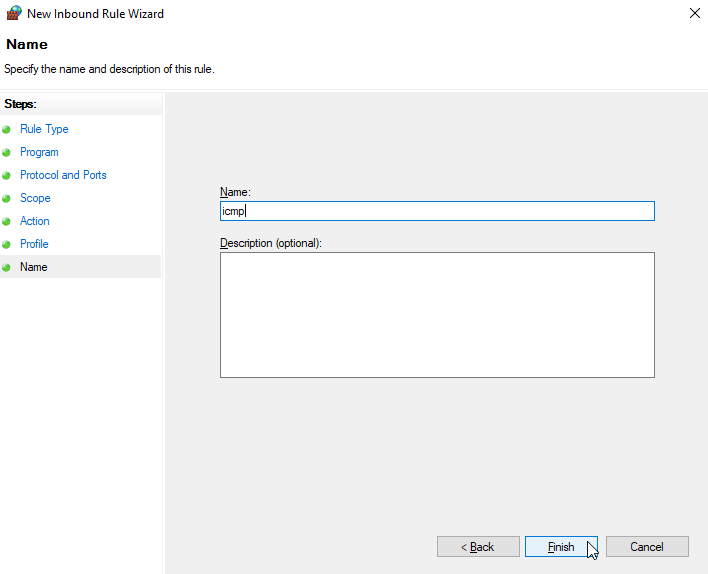 New Inbound Rule Wizard
Name
Specify the name and description of this rule.
Steps:
Rule Type
Program
Protocol and Ports
Scope
Action
Profile
Name
Name:
icmp
Description (optional):
< Back
Finish
Cancel